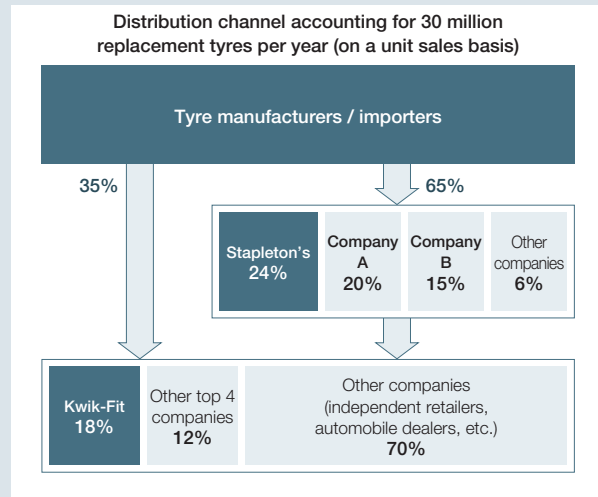 Distribution channel accounting for 30 million
replacement tyres per year (on a unit sales basis)
Tyre manufacturers / importers
35%
65%
Stapleton's
24%
Company
A
20%
Company
B
15%
Other
companies
6%
Kwik-Fit
18%
Other top 4
companies
12%
Other companies
(independent retailers,
automobile dealers, etc.)
70%